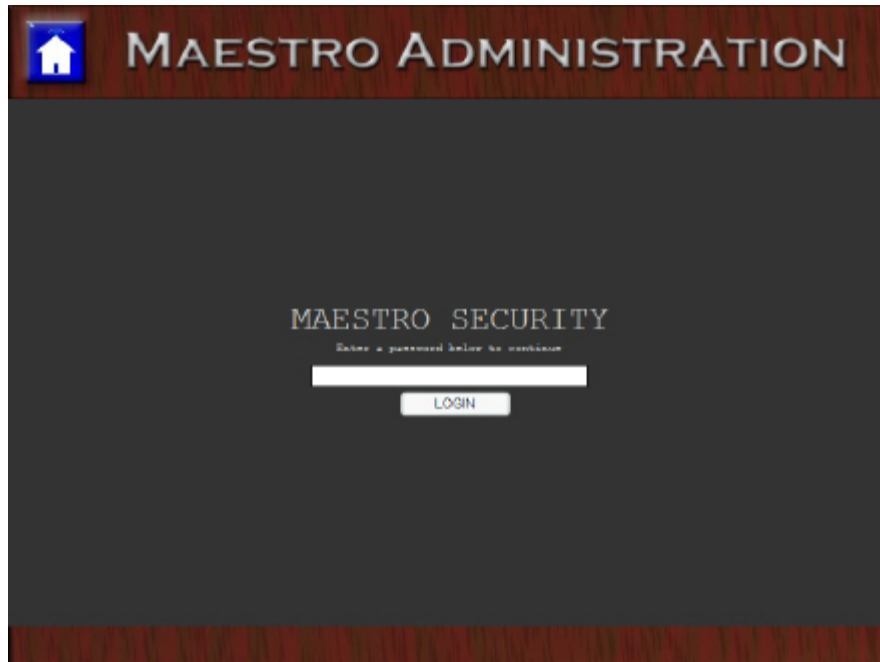 MAESTRO ADMINISTRATION
MAESTRO SECURITY
Enter a password below to continue
LOGIN